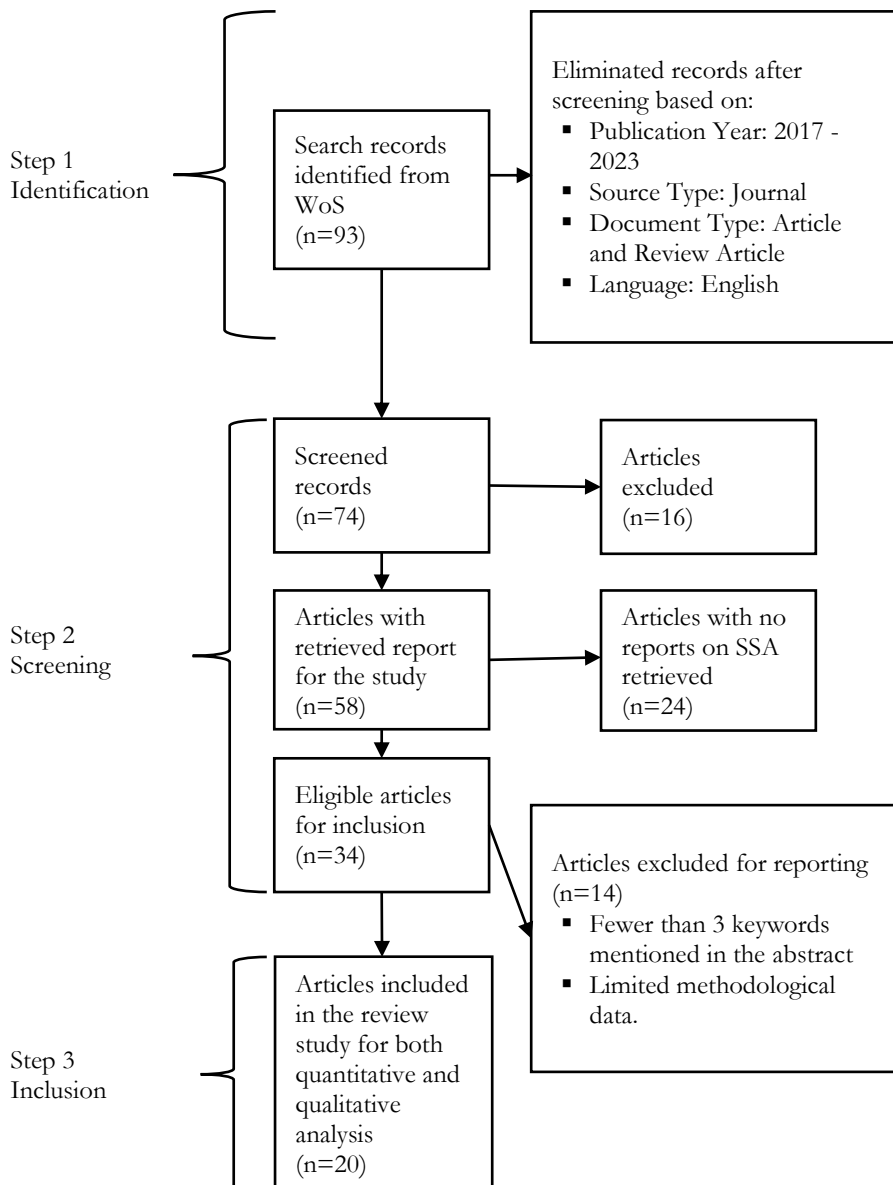 Step 1
Identification
Search records
identified from
WoS
(n=93)
Eliminated records after
screening based on:
▪ Publication Year: 2017 -
2023
▪ Source Type: Journal
▪ Document Type: Article
and Review Article
▪ Language: English
Step 2
Screening
Screened
records
(n=74)
Articles
excluded
(n=16)
Articles with
retrieved report
for the study
(n=58)
Articles with no
reports on SSA
retrieved
(n=24)
Eligible articles
for inclusion
(n=34)
Articles excluded for reporting
(n=14)
▪ Fewer than 3 keywords
mentioned in the abstract
▪ Limited methodological
data.
Step 3
Inclusion
Articles included
in the review
study for both
quantitative and
qualitative
analysis
(n=20)